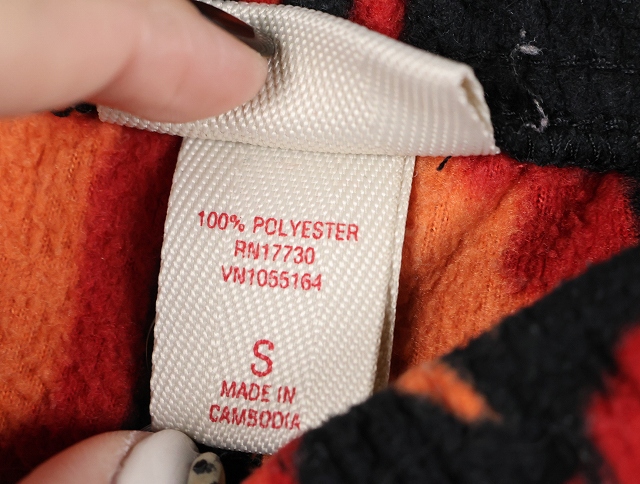 100% POLYESTER
RN17730
VN1055164
S
MADE IN
CAMBODIA